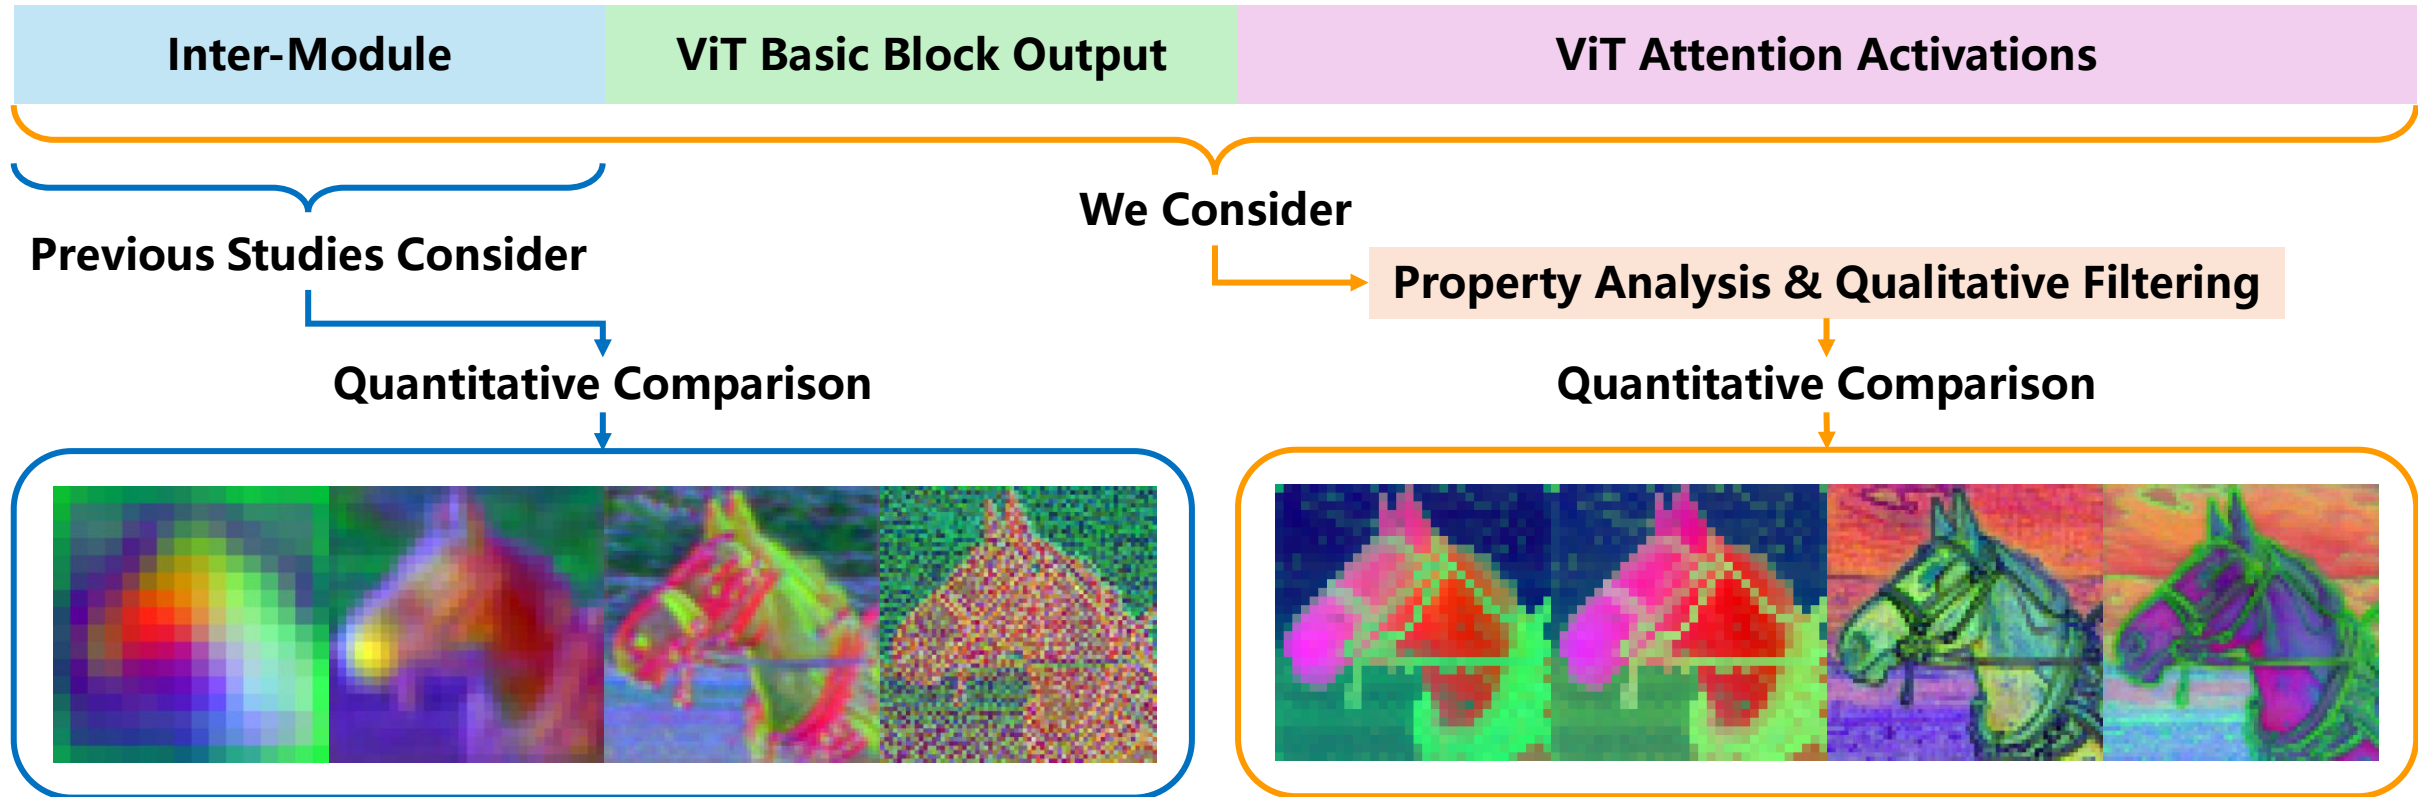 Inter-Module
ViT Basic Block Output
ViT Attention Activations
We Consider
Previous Studies Consider
Property Analysis & Qualitative Filtering
Quantitative Comparison
Quantitative Comparison